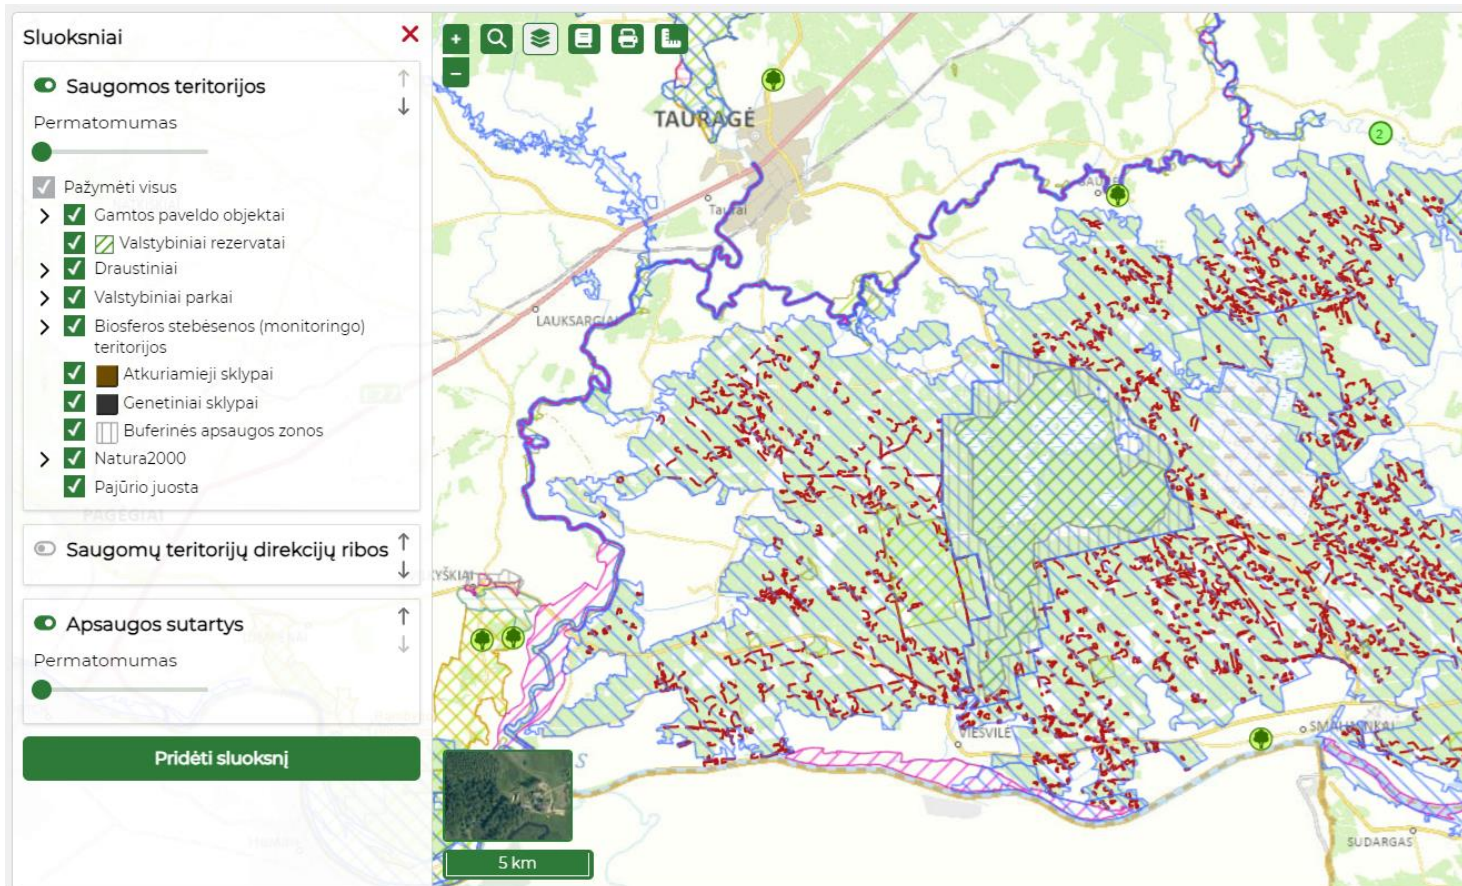 Sluoksniai
Saugomos teritorijos
Permatomumas
Pažymėti visus
Gamtos paveldo objektai
Valstybiniai rezervatai
Draustiniai
Valstybiniai parkai
Biosferos stebėsenos (monitoringo)
teritorijos
Atkuriamieji sklypai
Genetiniai sklypai
Buferinės apsaugos zonos
Natura2000
Pajūrio juosta
PAGĖGIAI
Saugomų teritorijų direkcijų ribos
Apsaugos sutartys
Permatomumas
Pridėti sluoksnį
+
−
TAURAGĖ
2
Taurai
LAUKSARGIAI
VIEŠVILĖ
SMALININKAI
S
5 km
SUDARGAS